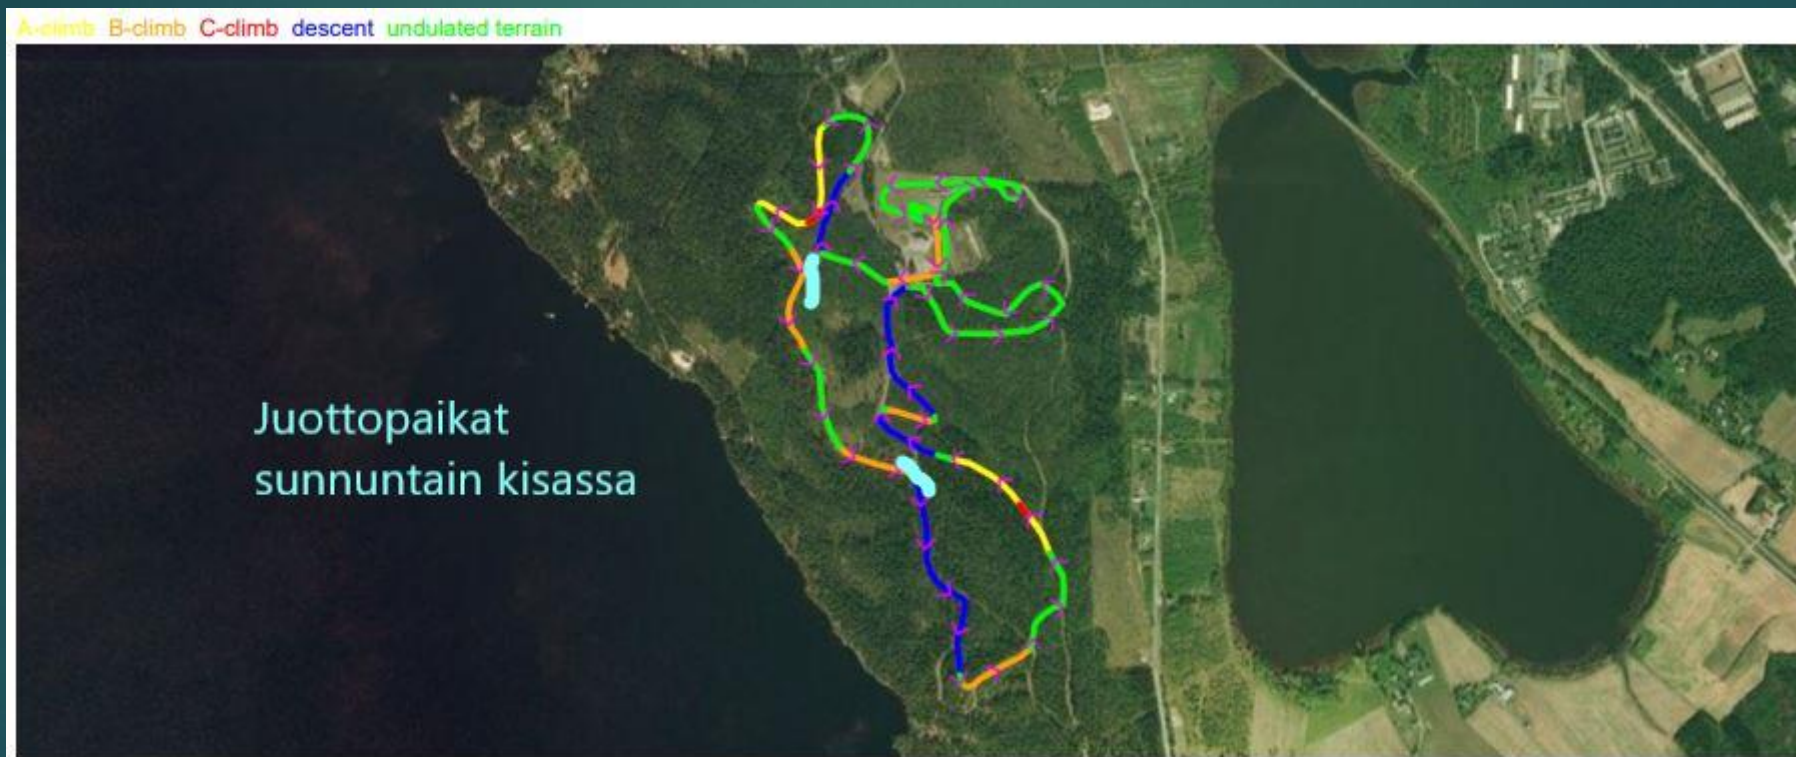 A-climb B-climb C-climb descent undulated terrain
Juottopaikat
sunnuntain kisassa